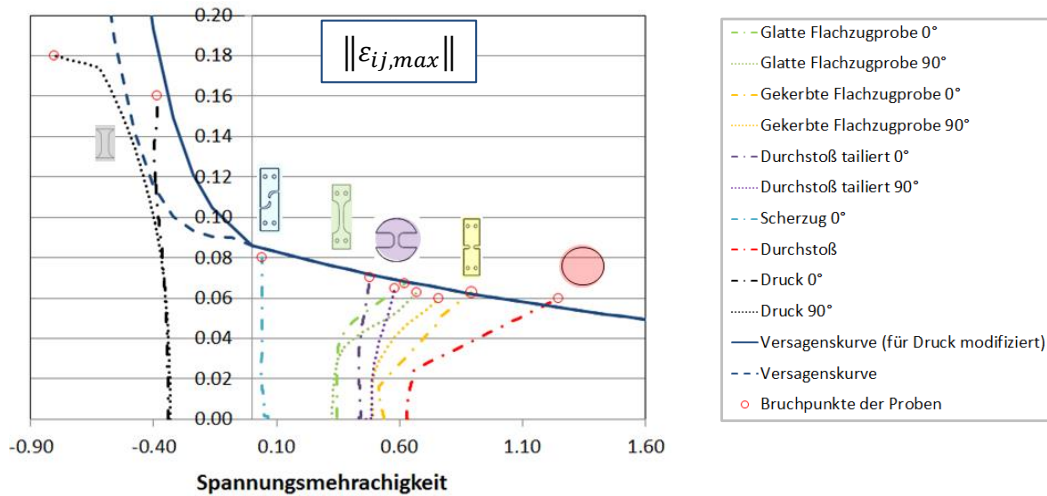 ‖ε_{ij,max}‖
0.20
0.18
0.16
0.14
0.12
0.10
0.08
0.06
0.04
0.02
0.00
-0.90 -0.40 0.10 0.60 1.10 1.60
Spannungsmehrachigkeit
Glatte Flachzugprobe 0°
Glatte Flachzugprobe 90°
Gekerbte Flachzugprobe 0°
Gekerbte Flachzugprobe 90°
Durchstoß tailiert 0°
Durchstoß tailiert 90°
Scherzug 0°
Durchstoß
Druck 0°
Druck 90°
Versagenskurve (für Druck modifiziert)
Versagenskurve
Bruchpunkte der Proben